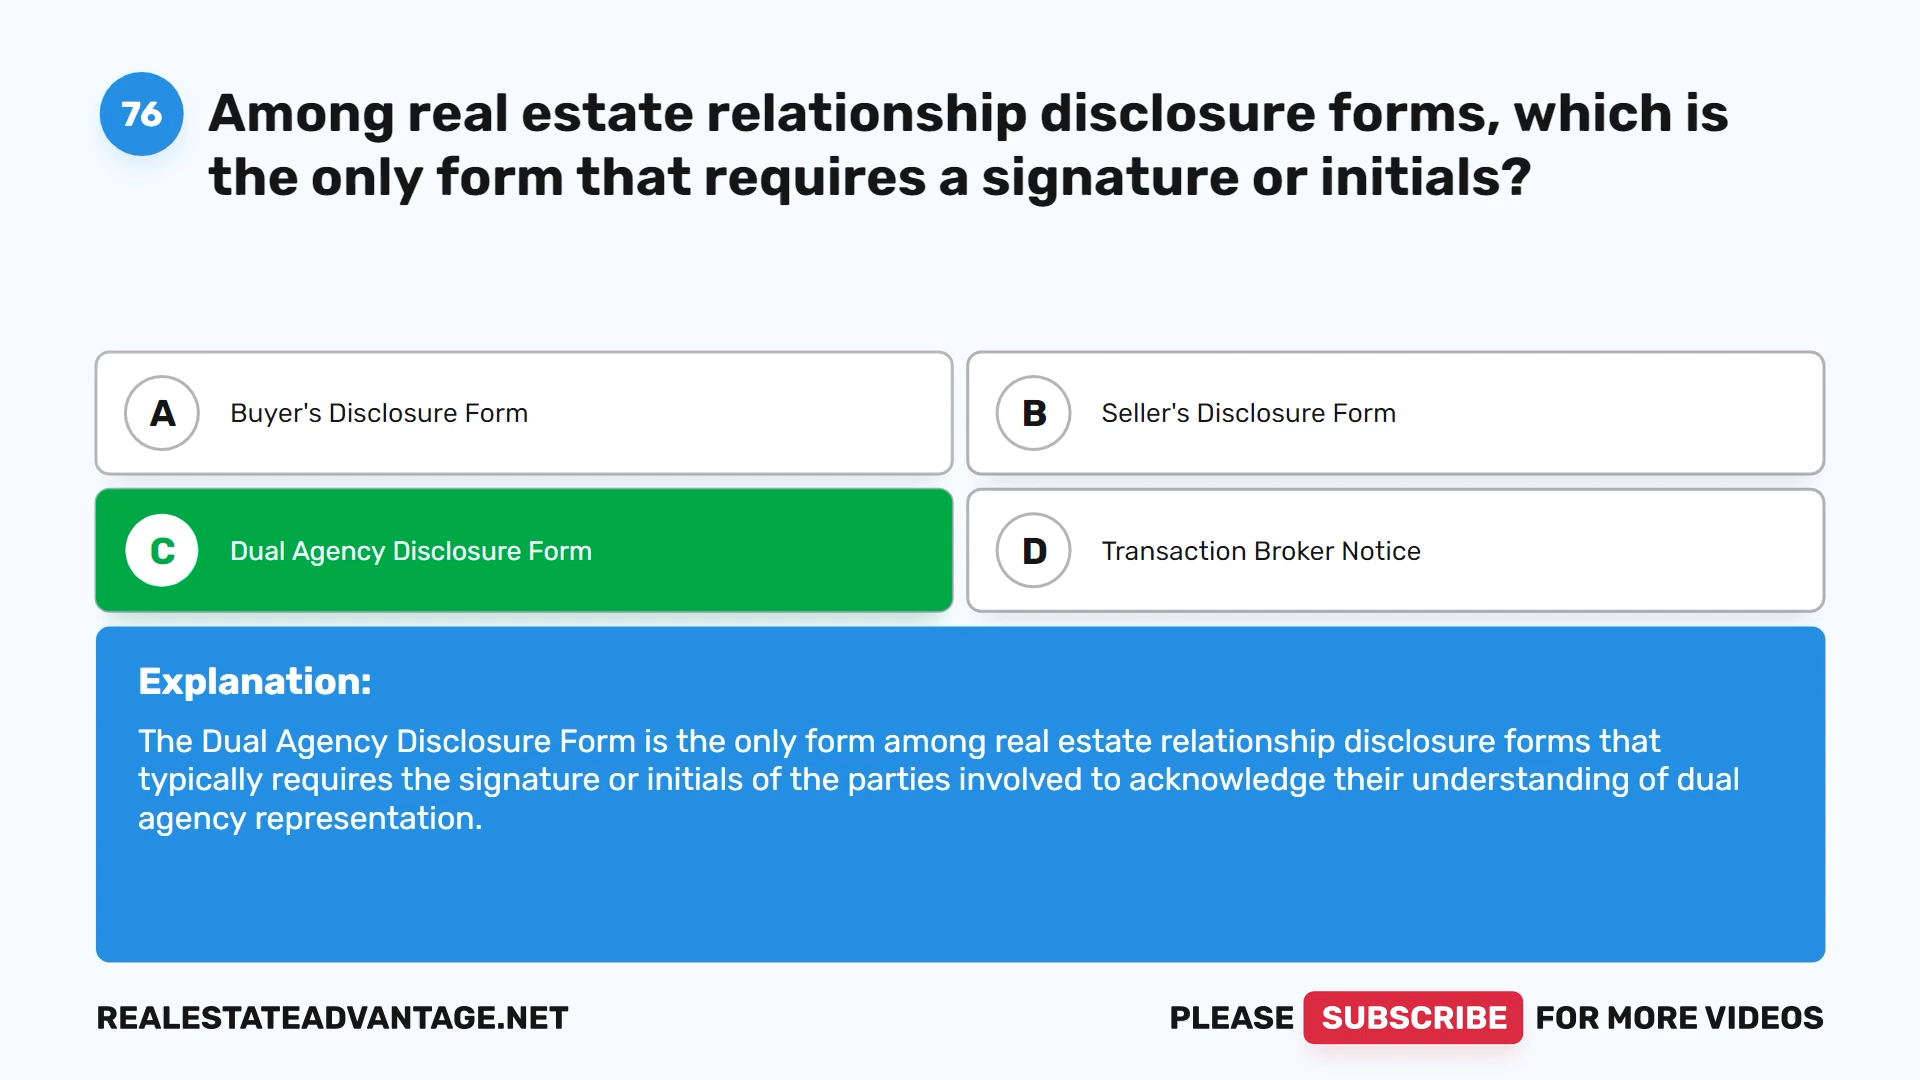 76
Among real estate relationship disclosure forms, which is
the only form that requires a signature or initials?
A Buyer's Disclosure Form
B Seller's Disclosure Form
C Dual Agency Disclosure Form
D Transaction Broker Notice
Explanation:
The Dual Agency Disclosure Form is the only form among real estate relationship disclosure forms that
typically requires the signature or initials of the parties involved to acknowledge their understanding of dual
agency representation.
REALESTATEADVANTAGE.NET
PLEASE SUBSCRIBE FOR MORE VIDEOS